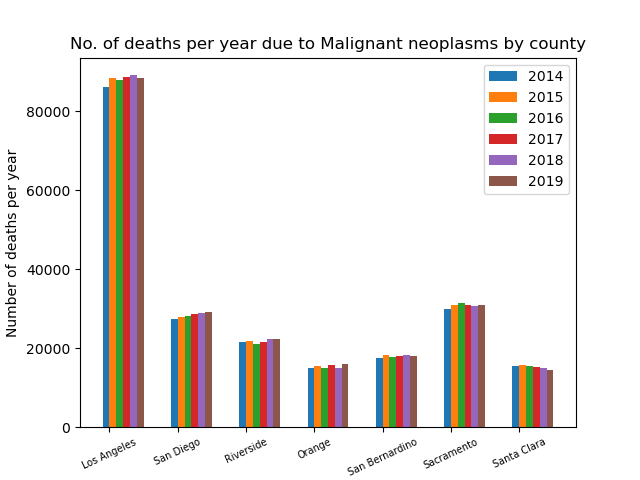 No. of deaths per year due to Malignant neoplasms by county
Number of deaths per year
80000
60000
40000
20000
0
2014
2015
2016
2017
2018
2019
Los Angeles
San Diego
Riverside
Orange
San Bernardino
Sacramento
Santa Clara